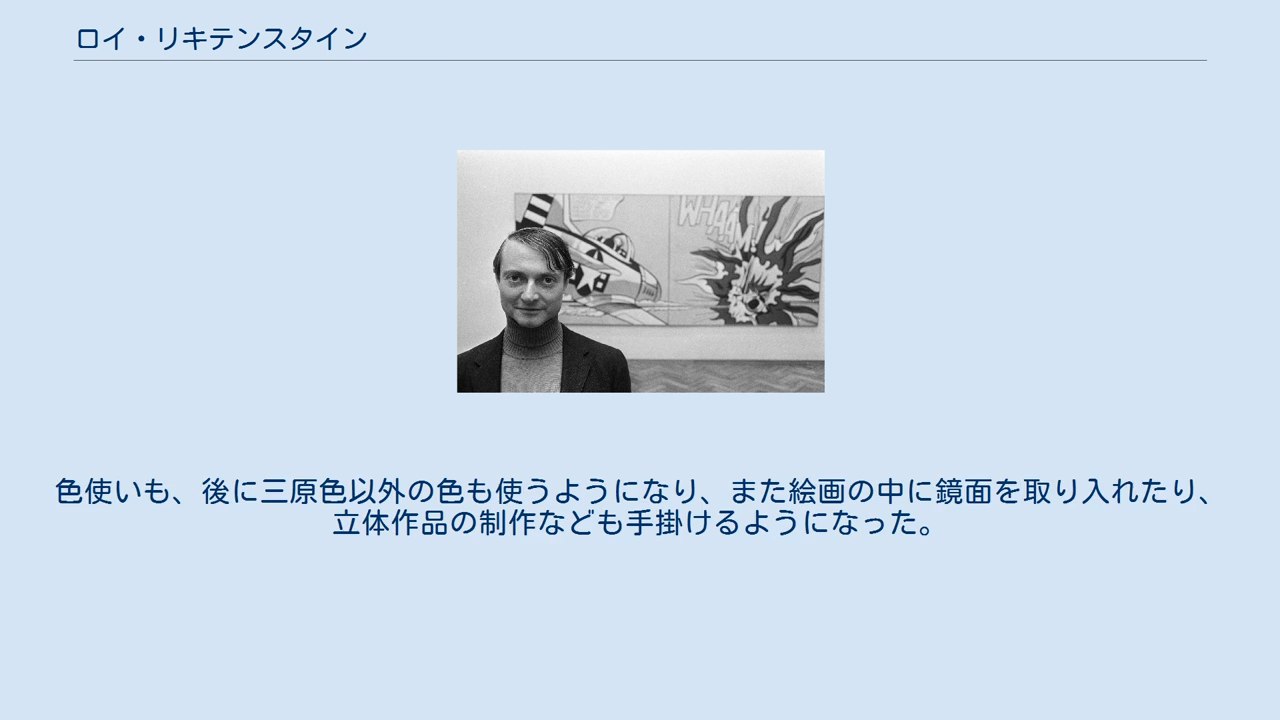 ロイ・リキテンスタイン
WHAAM!
色使いも、後に三原色以外の色も使うようになり、また絵画の中に鏡面を取り入れたり、
立体作品の制作なども手掛けるようになった。